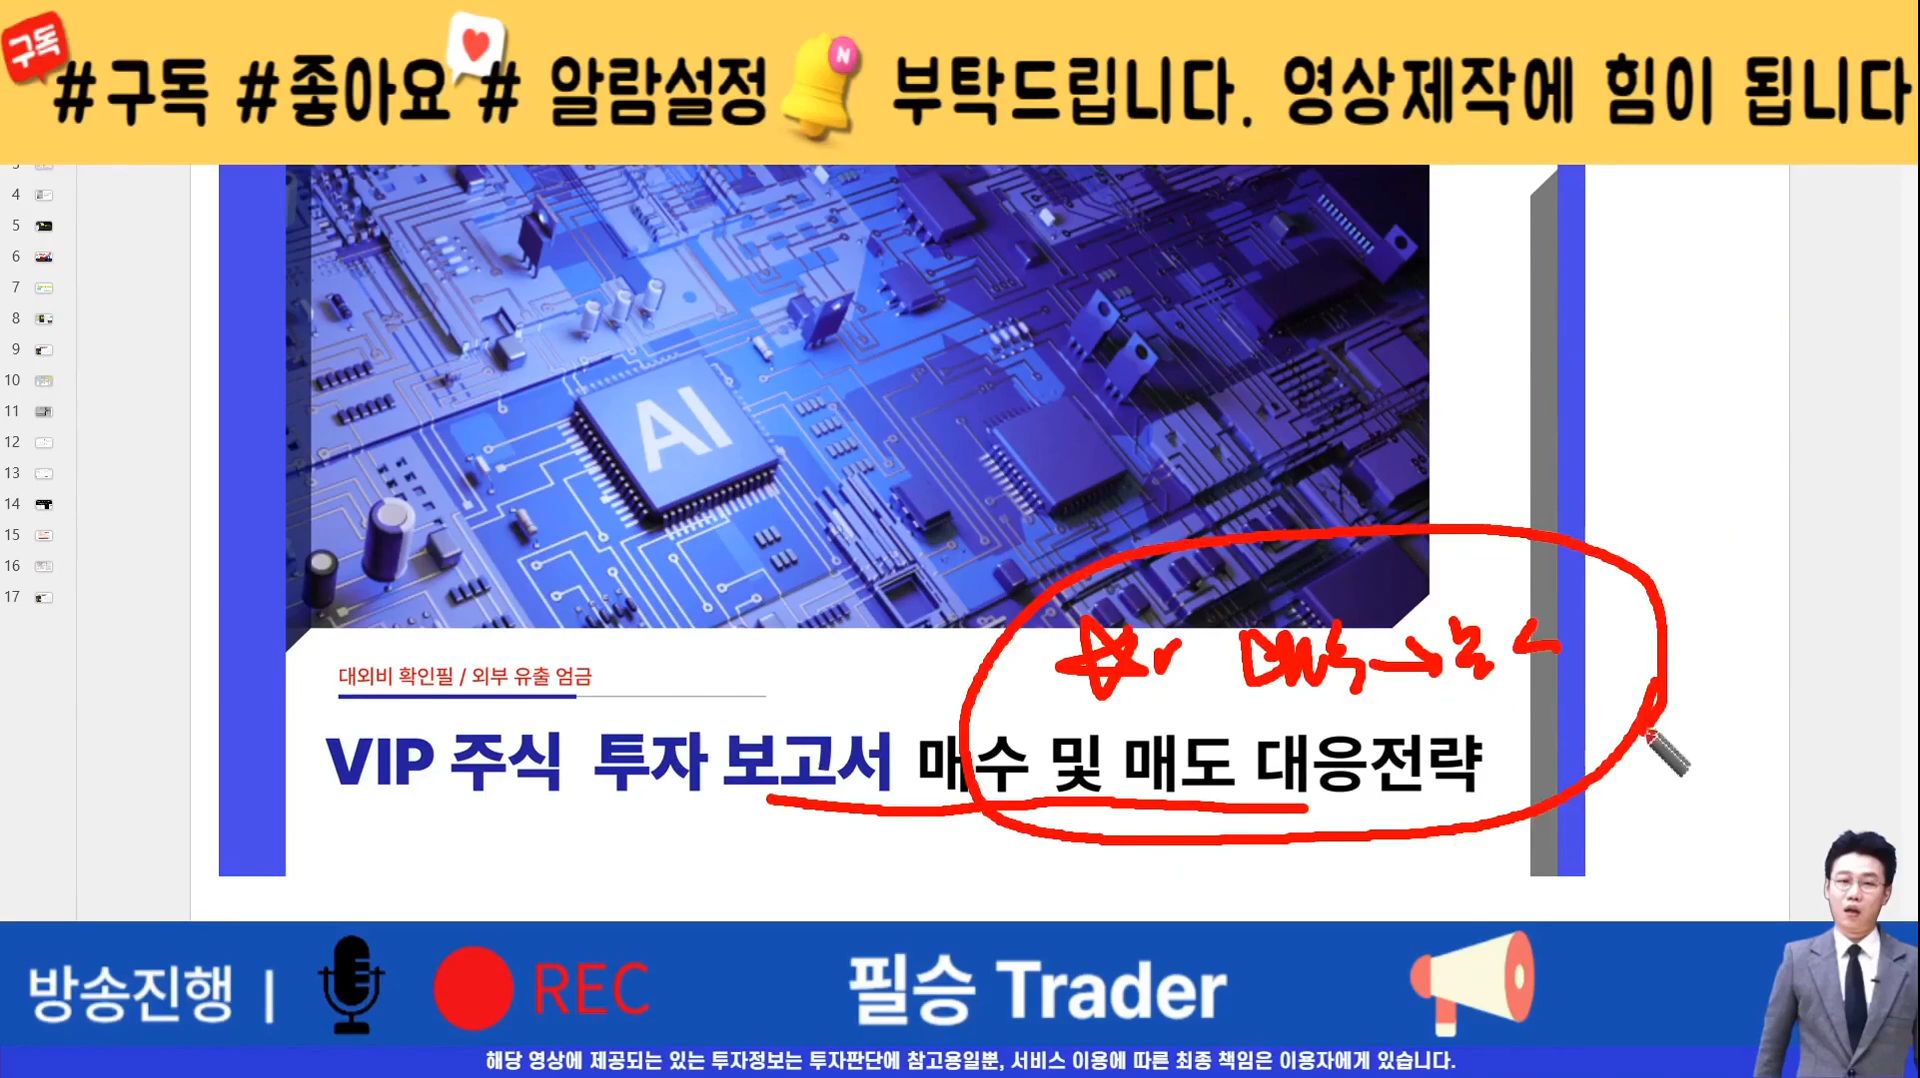 구독
N
#구독 #좋아요 # 알람설정 부탁드립니다. 영상제작에 힘이 됩니다
4
5
6
7
8
9
10
11
12
13
14
15
16
17
AI
대외비 확인필 / 외부 유출 엄금
VIP 주식 투자 보고서 매수 및 매도 대응전략
방송진행 |
REC
필승 Trader
해당 영상에 제공되는 있는 투자정보는 투자판단에 참고용일뿐, 서비스 이용에 따른 최종 책임은 이용자에게 있습니다.